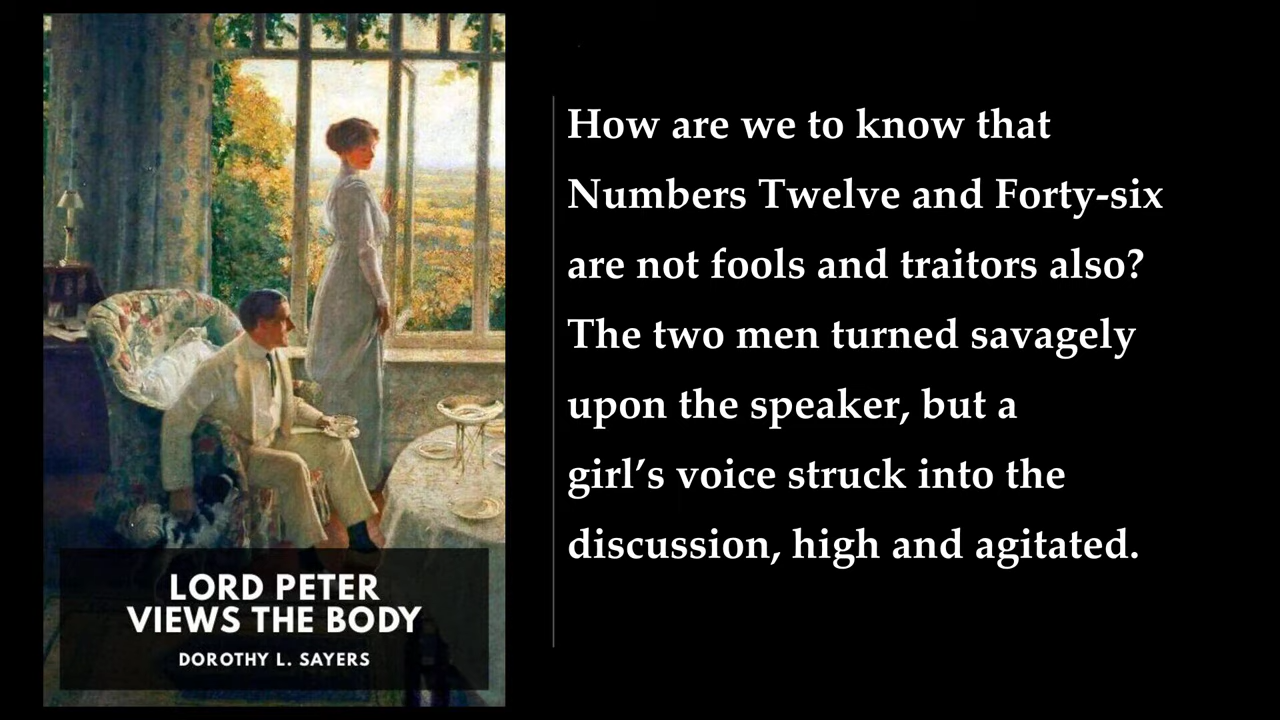 How are we to know that
Numbers Twelve and Forty-six
are not fools and traitors also?
The two men turned savagely
upon the speaker, but a
girl’s voice struck into the
discussion, high and agitated.
LORD PETER
VIEWS THE BODY
DOROTHY L. SAYERS